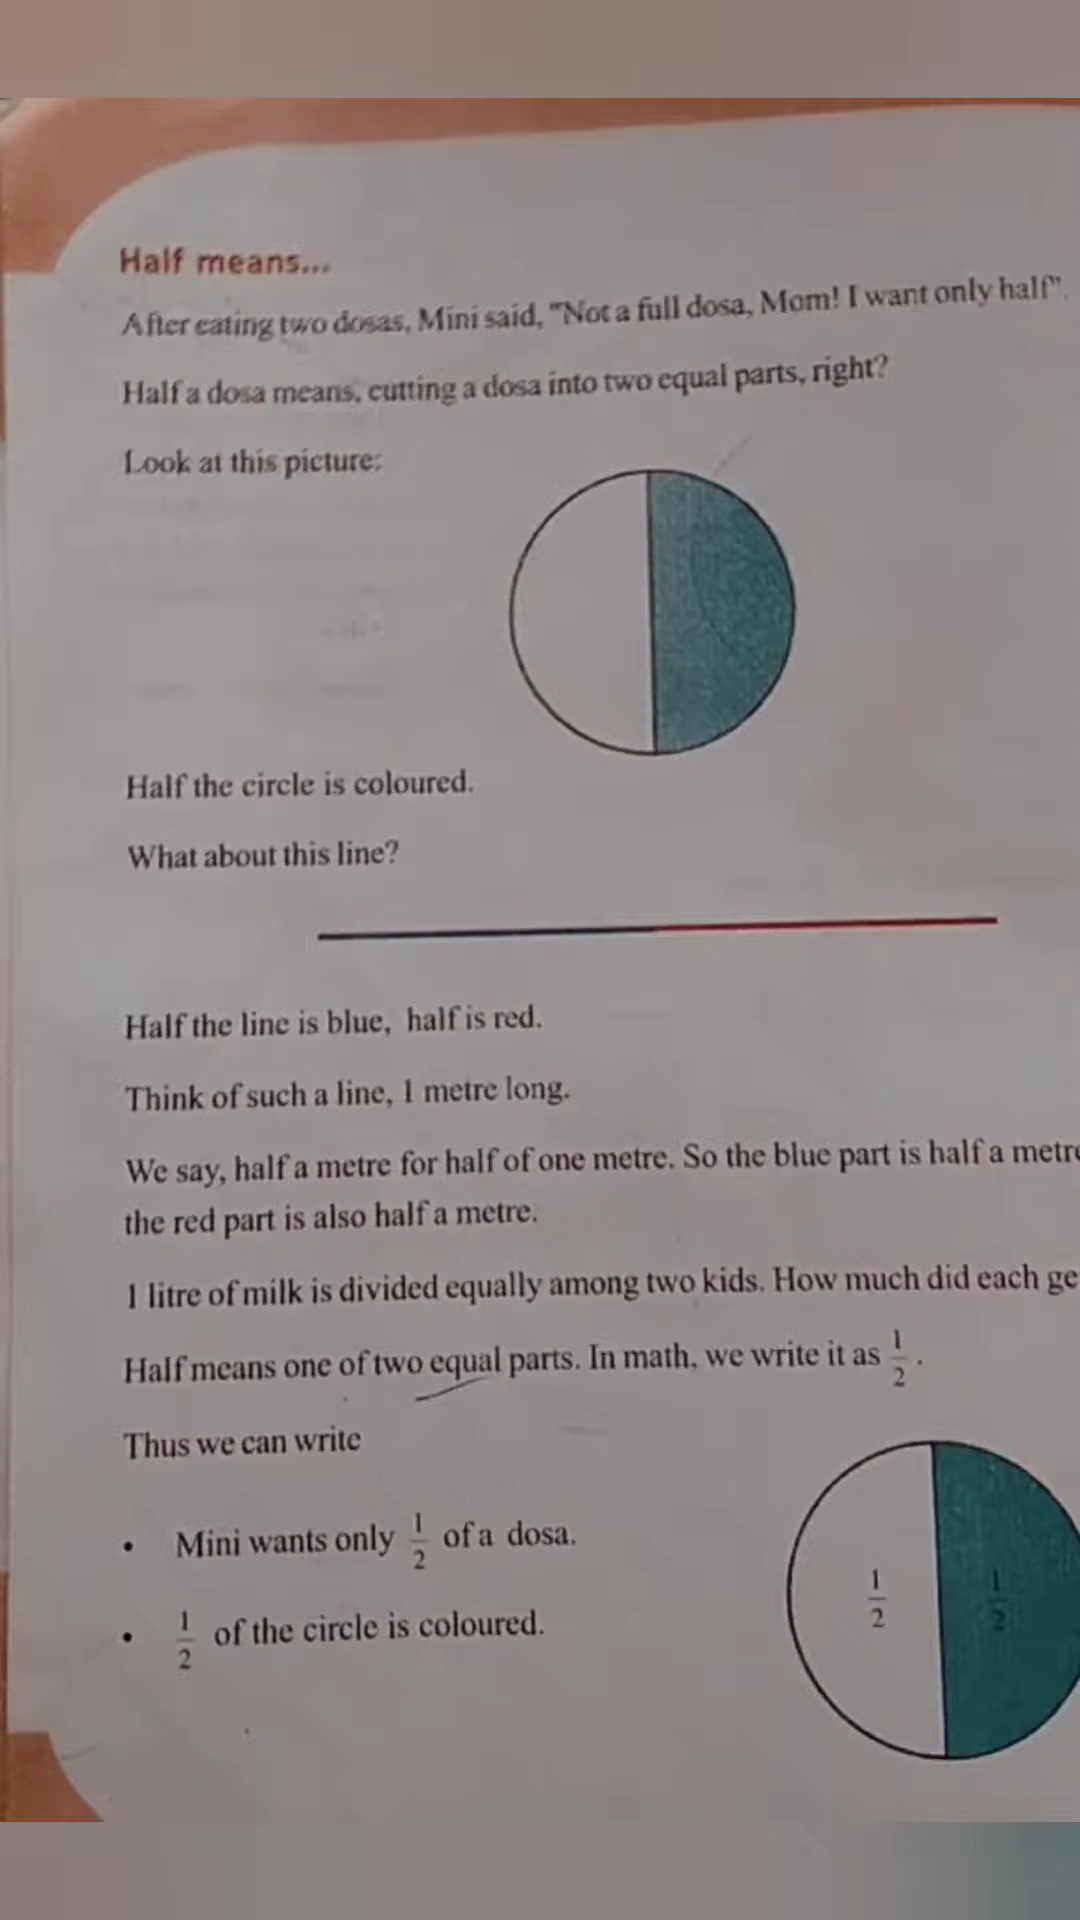 Half means...
After eating two dosas, Mini said, "Not a full dosa, Mom! I want only half".
Half a dosa means, cutting a dosa into two equal parts, right?
Look at this picture:
Half the circle is coloured.
What about this line?
Half the line is blue, half is red.
Think of such a line, 1 metre long.
We say, half a metre for half of one metre. So the blue part is half a metre
the red part is also half a metre.
1 litre of milk is divided equally among two kids. How much did each ge
Half means one of two equal parts. In math, we write it as 1/2.
Thus we can write
• Mini wants only 1/2 of a dosa.
• 1/2 of the circle is coloured.
1/2 1/2